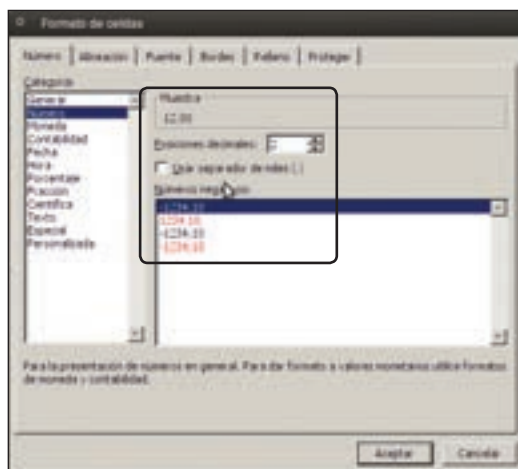 Formato de celdas
Número Alineación Fuente Bordes Relleno Proteger
Categoría:
General
Número
Moneda
Contabilidad
Fecha
Hora
Porcentaje
Fracción
Científica
Texto
Especial
Personalizada
Muestra
12.00
Posiciones decimales: 2
Usar separador de miles (,)
Números negativos:
-1234.10
1234.10
-1234.10
-1234.10
Para la presentación de números en general. Para dar formato a valores monetarios utilice formatos
de moneda y contabilidad.
Aceptar Cancelar